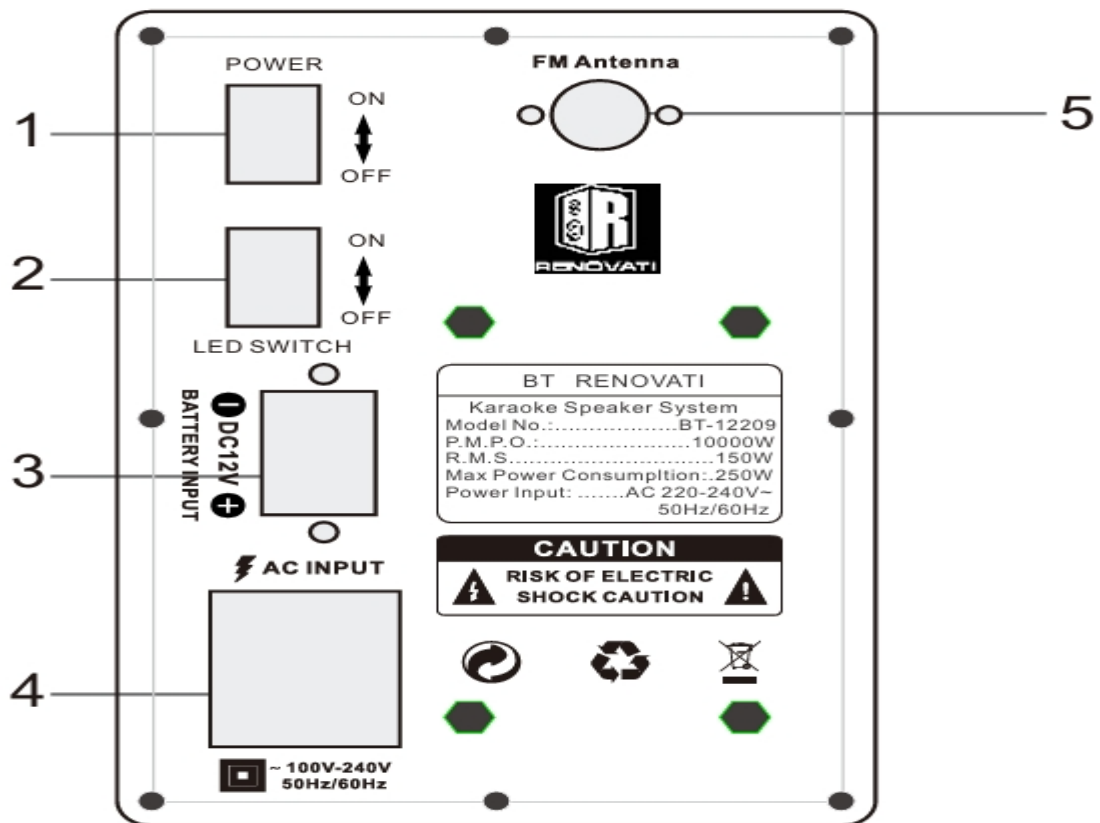 POWER
1
ON
OFF
2
ON
OFF
LED SWITCH
3
BATTERY INPUT
DC12V
AC INPUT
4
~ 100V-240V
50Hz/60Hz
FM Antenna
5
R
RENOVATI
BT RENOVATI
Karaoke Speaker System
Model No.:..................BT-12209
P.M.P.O.:......................10000W
R.M.S.............................150W
Max Power Consumpltion:.250W
Power Input: .......AC 220-240V~
50Hz/60Hz
CAUTION
RISK OF ELECTRIC
SHOCK CAUTION